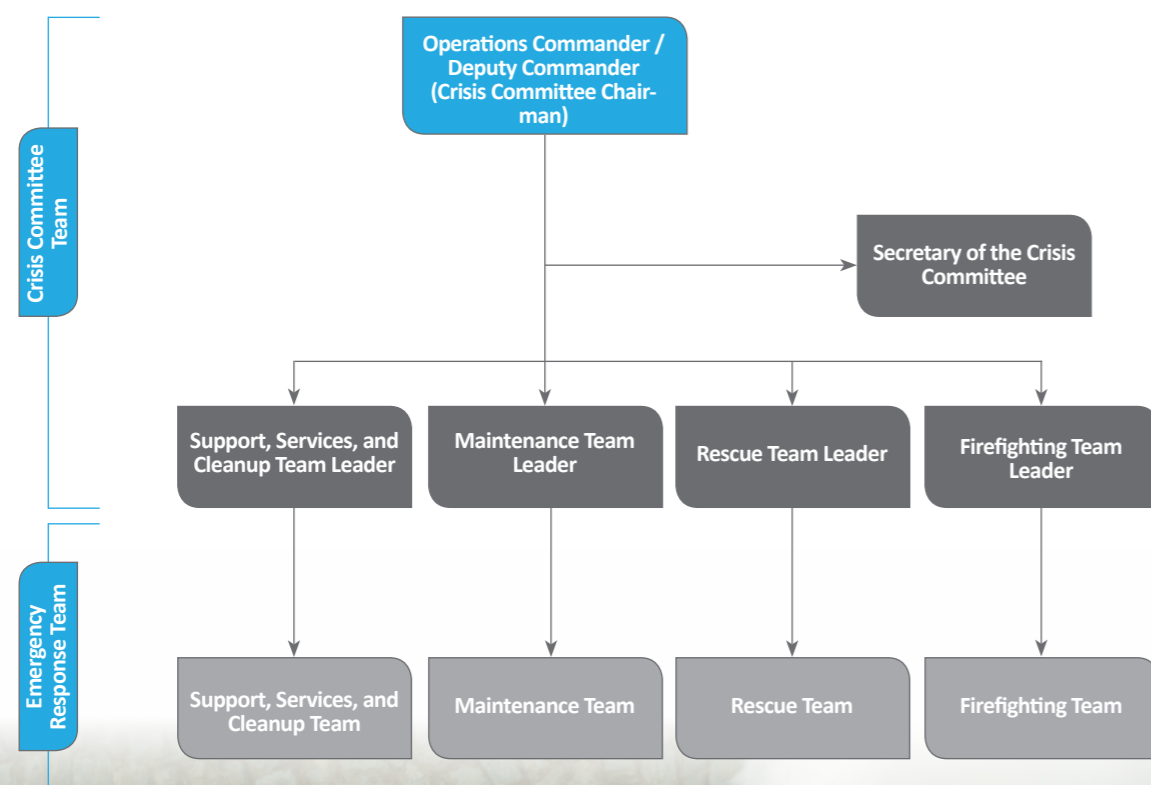 Operations Commander /
Deputy Commander
(Crisis Committee Chair-
man)
Crisis Committee
Team
Secretary of the Crisis
Committee
Support, Services, and
Cleanup Team Leader
Maintenance Team
Leader
Rescue Team Leader
Firefighting Team
Leader
Emergency
Response Team
Support, Services, and
Cleanup Team
Maintenance Team
Rescue Team
Firefighting Team